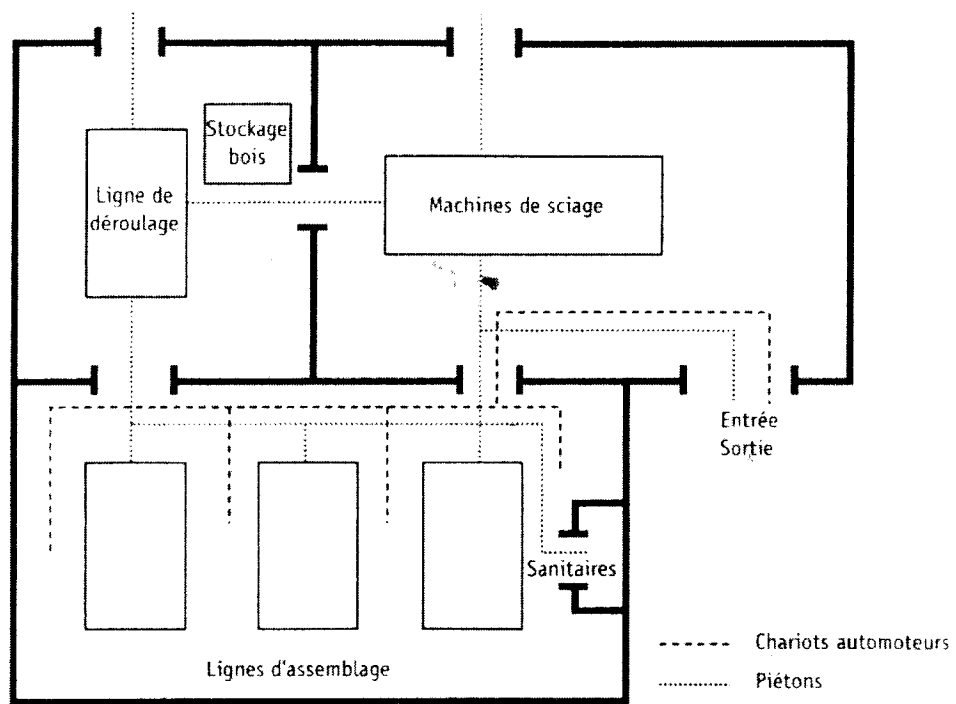 Stockage
bois
Ligne de
déroulage
Machines de sciage
Entrée
Sortie
Sanitaires
Lignes d'assemblage
Chariots automoteurs
Piétons